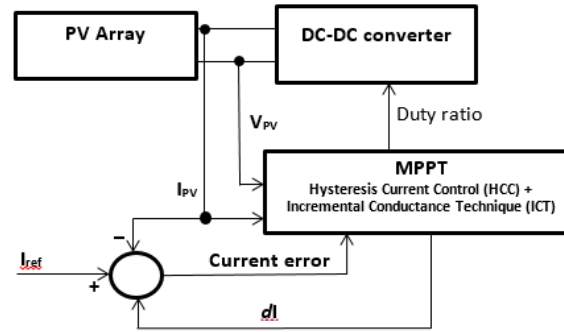 PV Array
DC-DC converter
VPV
Duty ratio
MPPT
Hysteresis Current Control (HCC) +
Incremental Conductance Technique (ICT)
IPV
−
Iref
+
Current error
dI